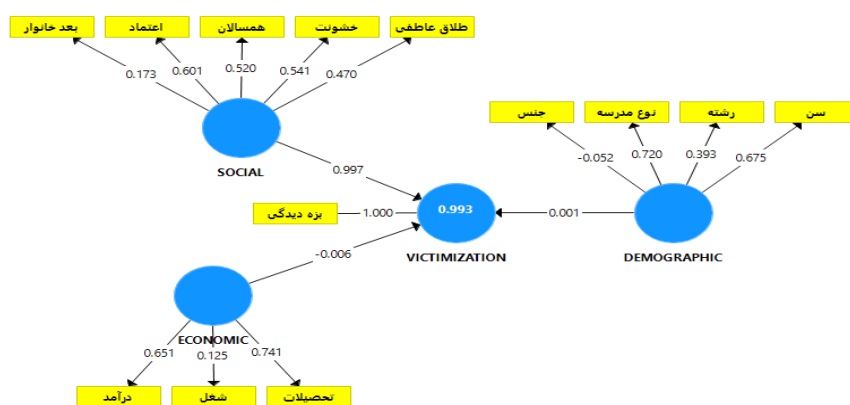 بعد خانوار
اعتماد
همسالان
خشونت
طلاق عاطفی
0.173
0.601
0.520
0.541
0.470
جنس
نوع مدرسه
رشته
سن
-0.052
0.720
0.393
0.675
SOCIAL
0.997
بزه دیدگی
1.000
0.993
0.001
VICTIMIZATION
DEMOGRAPHIC
-0.006
ECONOMIC
0.651
0.125
0.741
درآمد
شغل
تحصیلات